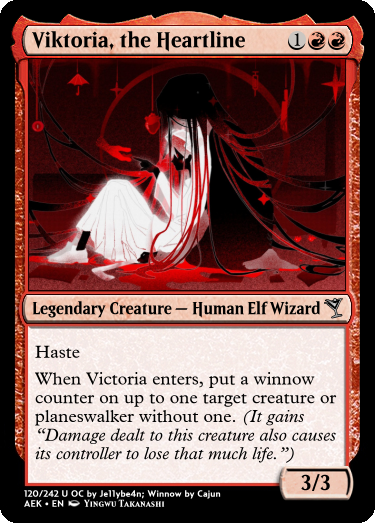 Viktoria, the Heartline 1RR
Legendary Creature — Human Elf Wizard
Haste
When Victoria enters, put a winnow
counter on up to one target creature or
planeswalker without one. (It gains
“Damage dealt to this creature also causes
its controller to lose that much life.”)
3/3
120/242 U OC by Je11ybe4n; Winnow by Cajun
AEK • EN Yingwu Takanashi